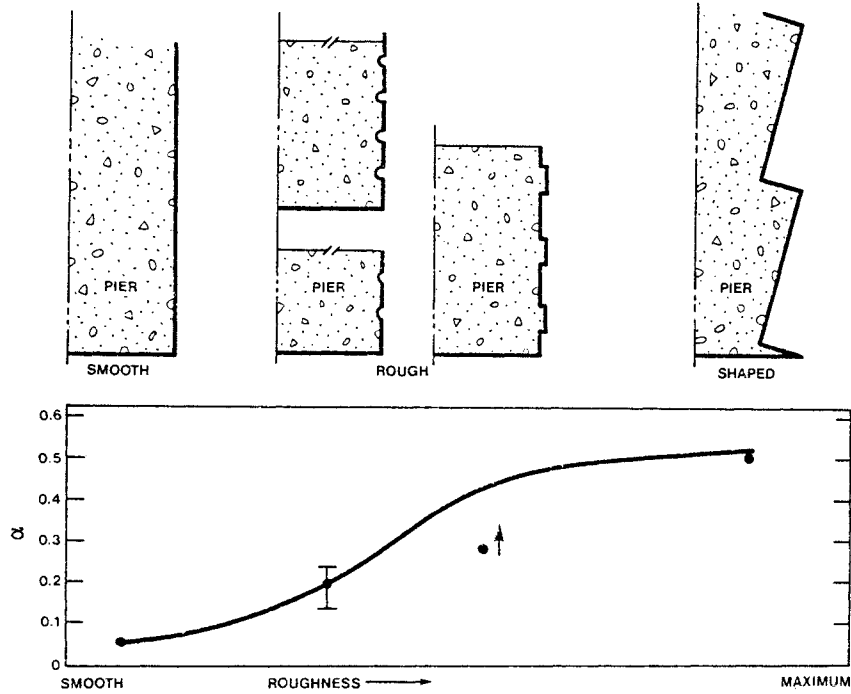 PIER
PIER
PIER
PIER
SMOOTH
ROUGH
SHAPED
0.6
0.5
0.4
0.3
0.2
0.1
0
α
SMOOTH
ROUGHNESS
MAXIMUM